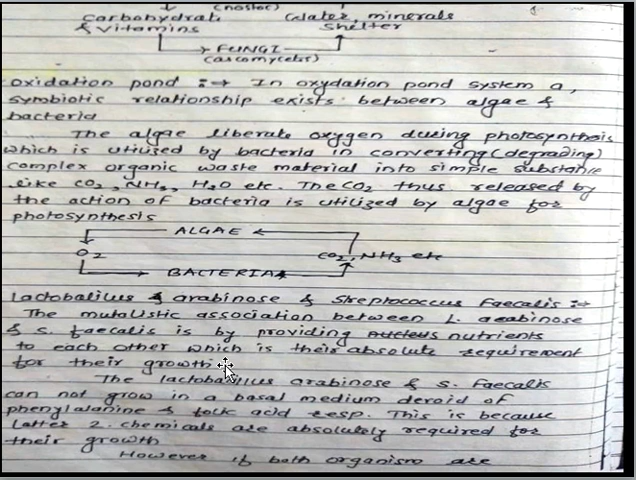 (nostoc)
Carbohydrat, Water, minerals
& vitamins shelter
FUNGI
(ascomycetes)
Oxidation pond :→ In oxydation pond system a,
symbiotic relationship exists between algae &
bacteria
The algae liberate oxygen during photosynthesis
which is utilized by bacteria in converting (degrading)
complex organic waste material into simple substance
like CO2, NH3, H2O etc. The CO2 thus released by
the action of bacteria is utilized by algae for
photosynthesis
ALGAE
O2 CO2, NH3 etc
BACTERIA
Lactobalilus & arabinose & Streptococcus Faecalis :→
The mutalistic association between L. arabinose
& S. faecalis is by providing nutrients
to each other which is their absolute requirement
for their growth
The lactobacillus arabinose & S. Faecalis
can not grow in a basal medium deroid of
phenylalanine & folic acid resp. This is because
latter 2 chemicals are absolutely required for
their growth
However if both organism are